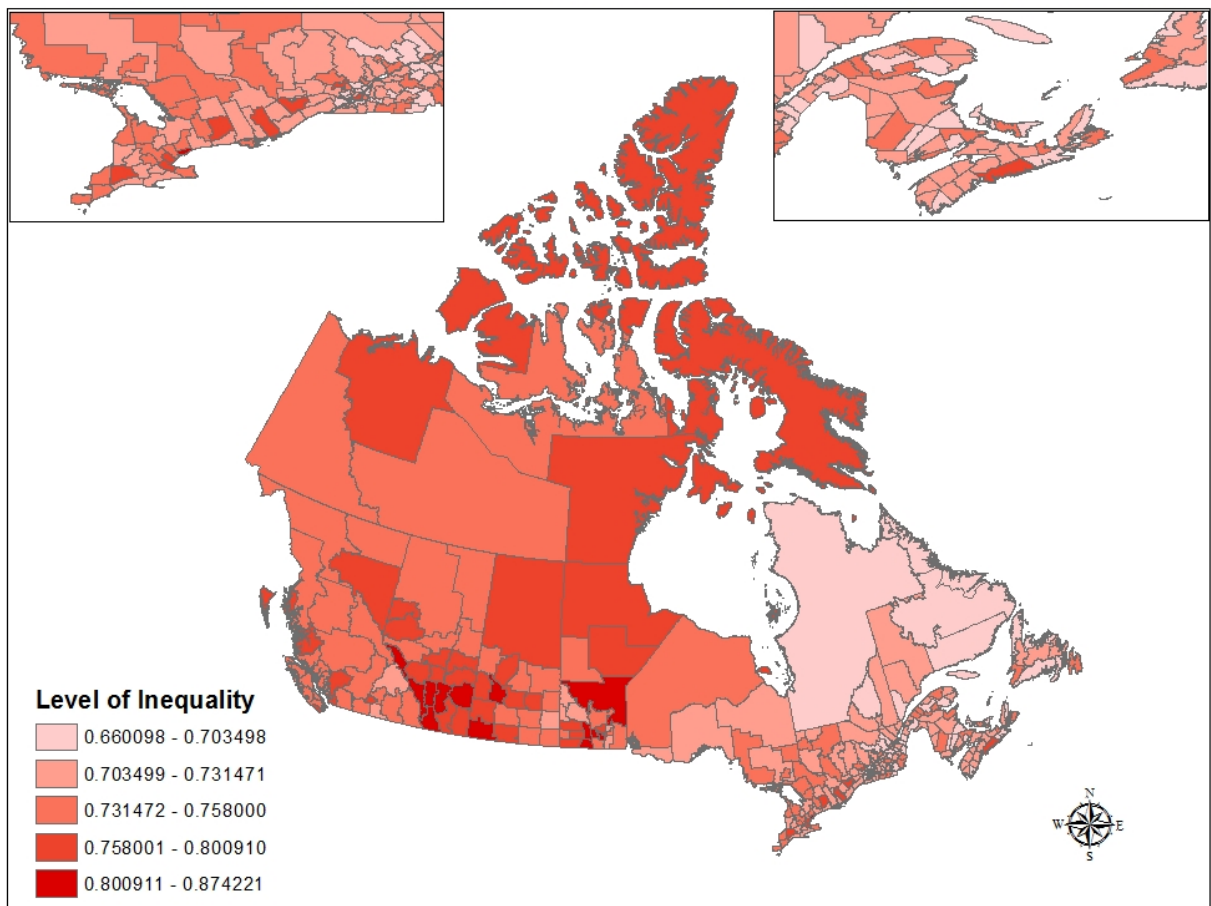 Level of Inequality
0.660098 - 0.703498
0.703499 - 0.731471
0.731472 - 0.758000
0.758001 - 0.800910
0.800911 - 0.874221
N
W E
S